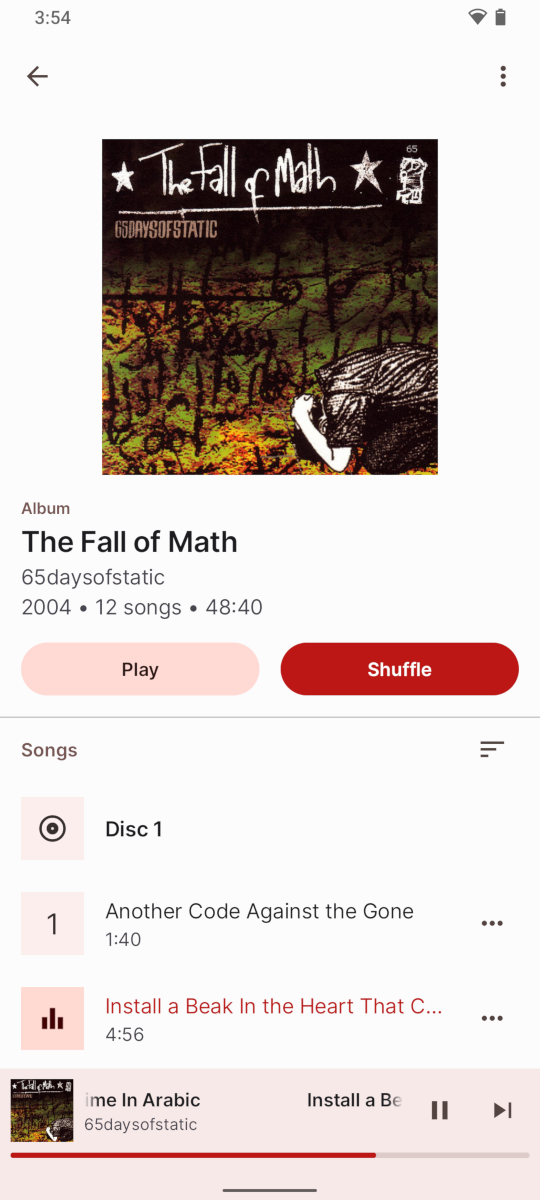 3:54
The Fall of Math
65
65DAYSOFSTATIC
Album
The Fall of Math
65daysofstatic
2004 • 12 songs • 48:40
Play
Shuffle
Songs
Disc 1
1
Another Code Against the Gone
1:40
Install a Beak In the Heart That C...
4:56
ime In Arabic Install a Be
65daysofstatic